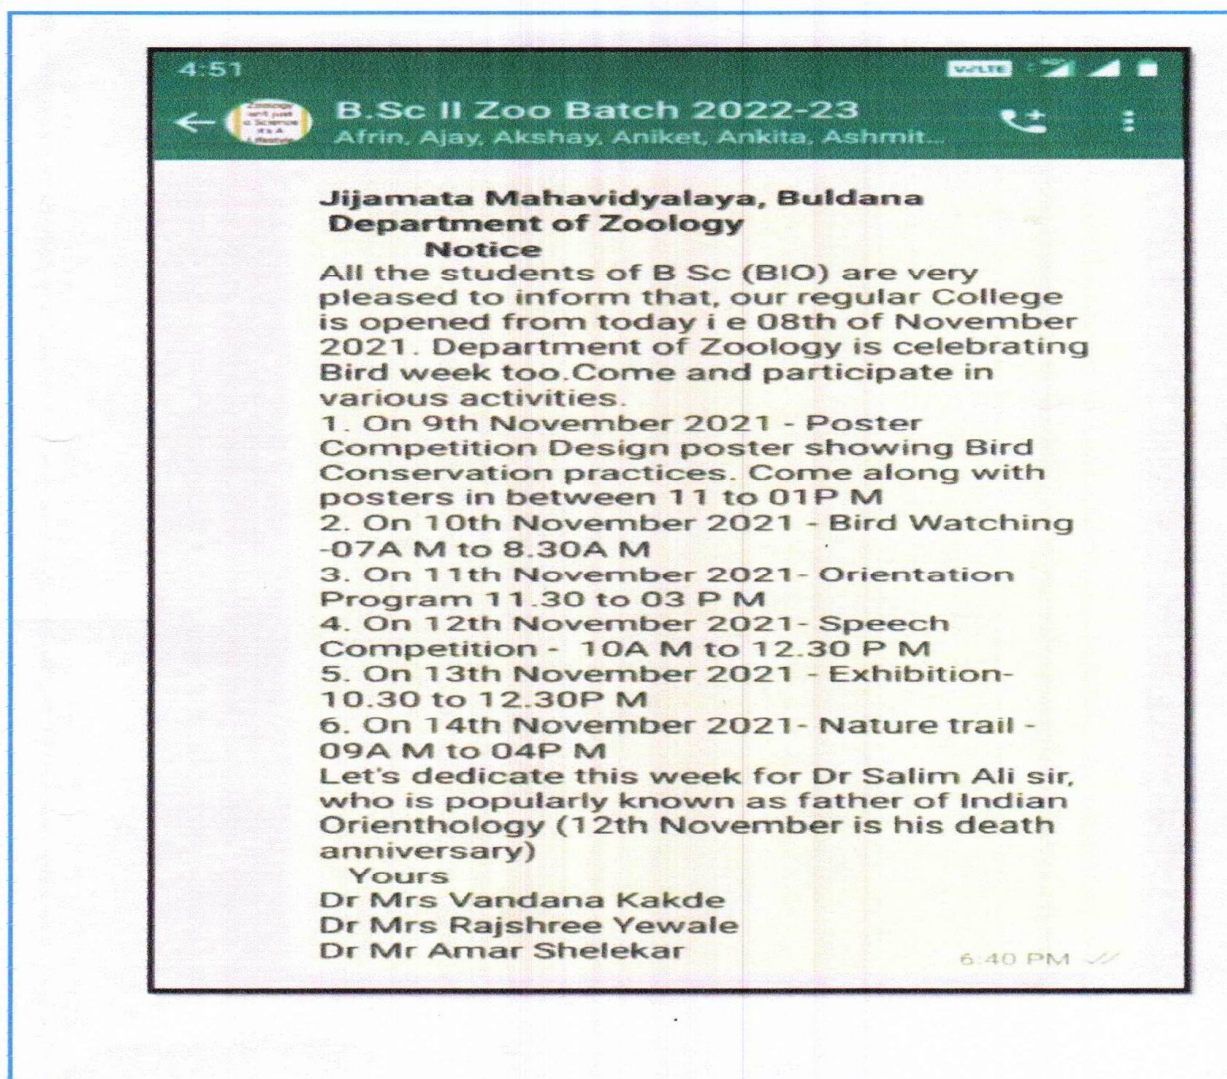 4:51
VoLTE
Zoology
isn't just
a Science
it's A
Lifestyle
B.Sc II Zoo Batch 2022-23
Afrin, Ajay, Akshay, Aniket, Ankita, Ashmit...
Jijamata Mahavidyalaya, Buldana
Department of Zoology
Notice
All the students of B Sc (BIO) are very
pleased to inform that, our regular College
is opened from today i e 08th of November
2021. Department of Zoology is celebrating
Bird week too.Come and participate in
various activities.
1. On 9th November 2021 - Poster
Competition Design poster showing Bird
Conservation practices. Come along with
posters in between 11 to 01P M
2. On 10th November 2021 - Bird Watching
-07A M to 8.30A M
3. On 11th November 2021- Orientation
Program 11.30 to 03 P M
4. On 12th November 2021- Speech
Competition - 10A M to 12.30 P M
5. On 13th November 2021 - Exhibition-
10.30 to 12.30P M
6. On 14th November 2021- Nature trail -
09A M to 04P M
Let's dedicate this week for Dr Salim Ali sir,
who is popularly known as father of Indian
Orienthology (12th November is his death
anniversary)
Yours
Dr Mrs Vandana Kakde
Dr Mrs Rajshree Yewale
Dr Mr Amar Shelekar
6:40 PM